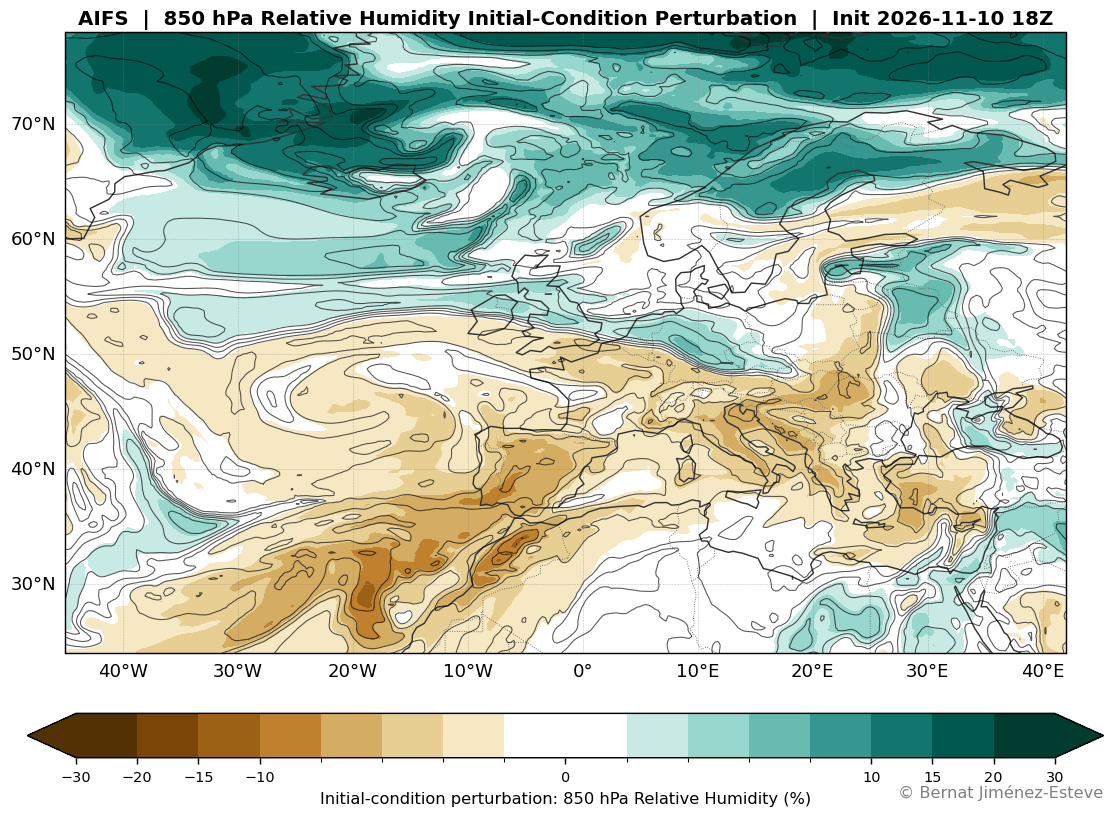 AIFS | 850 hPa Relative Humidity Initial-Condition Perturbation | Init 2026-11-10 18Z
70°N
60°N
50°N
40°N
30°N
40°W 30°W 20°W 10°W 0° 10°E 20°E 30°E 40°E
−30 −20 −15 −10 0 10 15 20 30
Initial-condition perturbation: 850 hPa Relative Humidity (%)
© Bernat Jiménez-Esteve